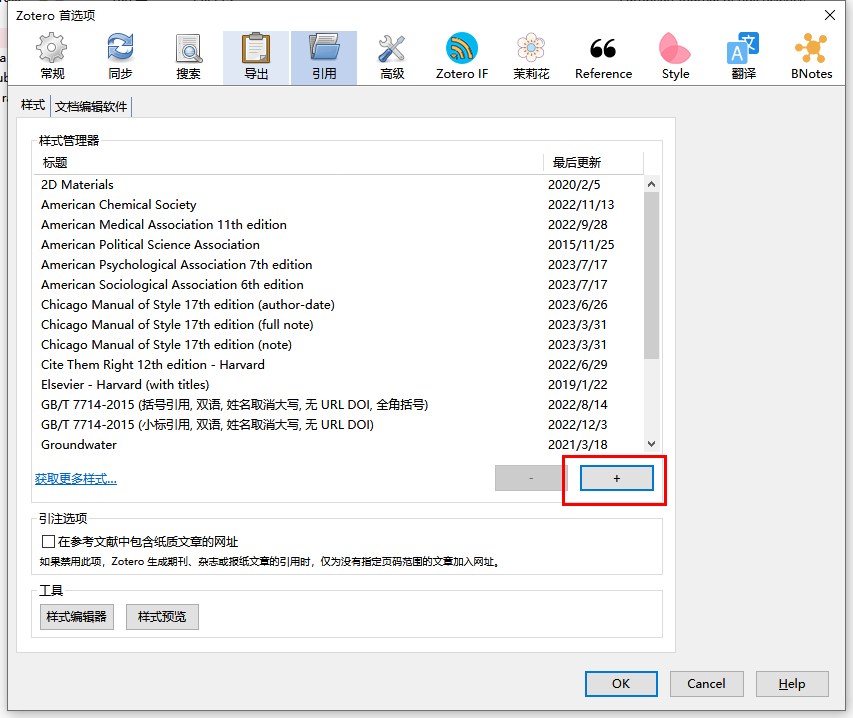 Zotero 首选项
常规 同步 搜索 导出 引用 高级 Zotero IF 茉莉花 Reference Style 翻译 BNotes
样式 文档编辑软件
样式管理器
标题 最后更新
2D Materials 2020/2/5
American Chemical Society 2022/11/13
American Medical Association 11th edition 2022/9/28
American Political Science Association 2015/11/25
American Psychological Association 7th edition 2023/7/17
American Sociological Association 6th edition 2023/7/17
Chicago Manual of Style 17th edition (author-date) 2023/6/26
Chicago Manual of Style 17th edition (full note) 2023/3/31
Chicago Manual of Style 17th edition (note) 2023/3/31
Cite Them Right 12th edition - Harvard 2022/6/29
Elsevier - Harvard (with titles) 2019/1/22
GB/T 7714-2015 (括号引用, 双语, 姓名取消大写, 无 URL DOI, 全角括号) 2022/8/14
GB/T 7714-2015 (小标引用, 双语, 姓名取消大写, 无 URL DOI) 2022/12/3
Groundwater 2021/3/18
获取更多样式... - +
引注选项
在参考文献中包含纸质文章的网址
如果禁用此项，Zotero 生成期刊、杂志或报纸文章的引用时，仅为没有指定页码范围的文章加入网址。
工具
样式编辑器 样式预览
OK Cancel Help